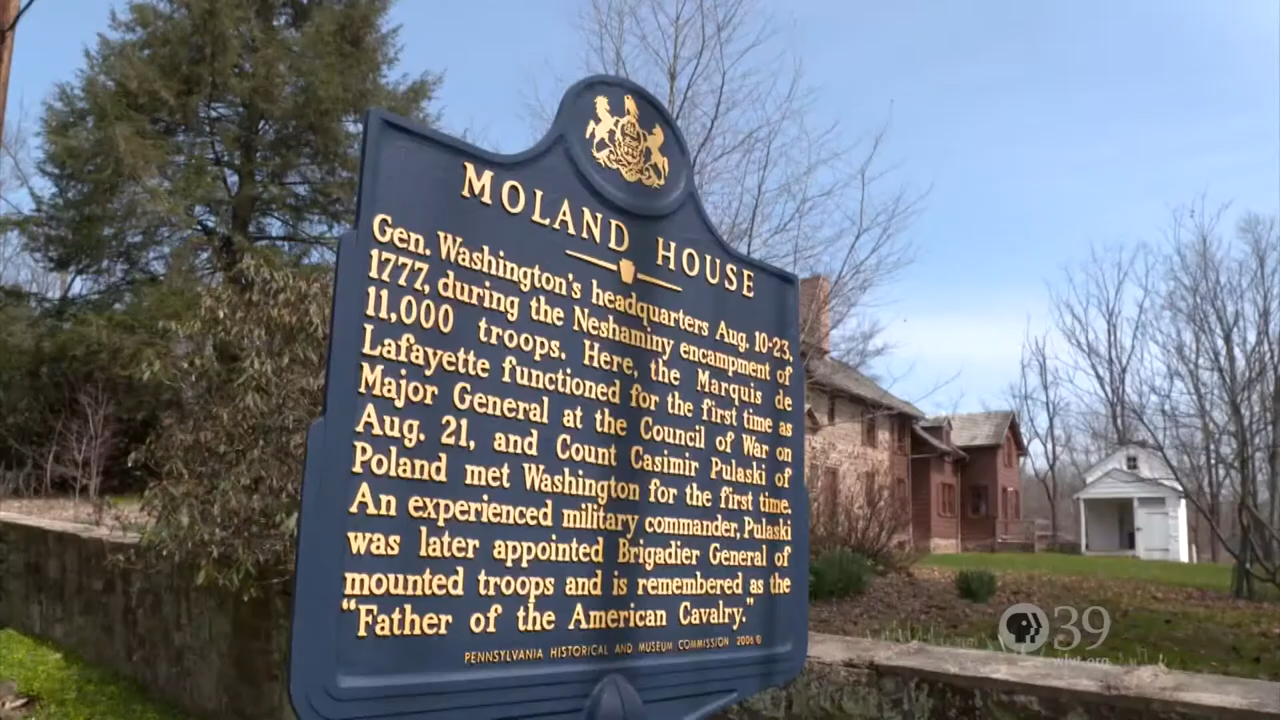 MOLAND HOUSE
Gen. Washington's headquarters Aug. 10-23,
1777, during the Neshaminy encampment of
11,000 troops. Here, the Marquis de
Lafayette functioned for the first time as
Major General at the Council of War on
Aug. 21, and Count Casimir Pulaski of
Poland met Washington for the first time.
An experienced military commander, Pulaski
was later appointed Brigadier General of
mounted troops and is remembered as the
"Father of the American Cavalry."
PENNSYLVANIA HISTORICAL AND MUSEUM COMMISSION 2006 ©
39
wlvt.org